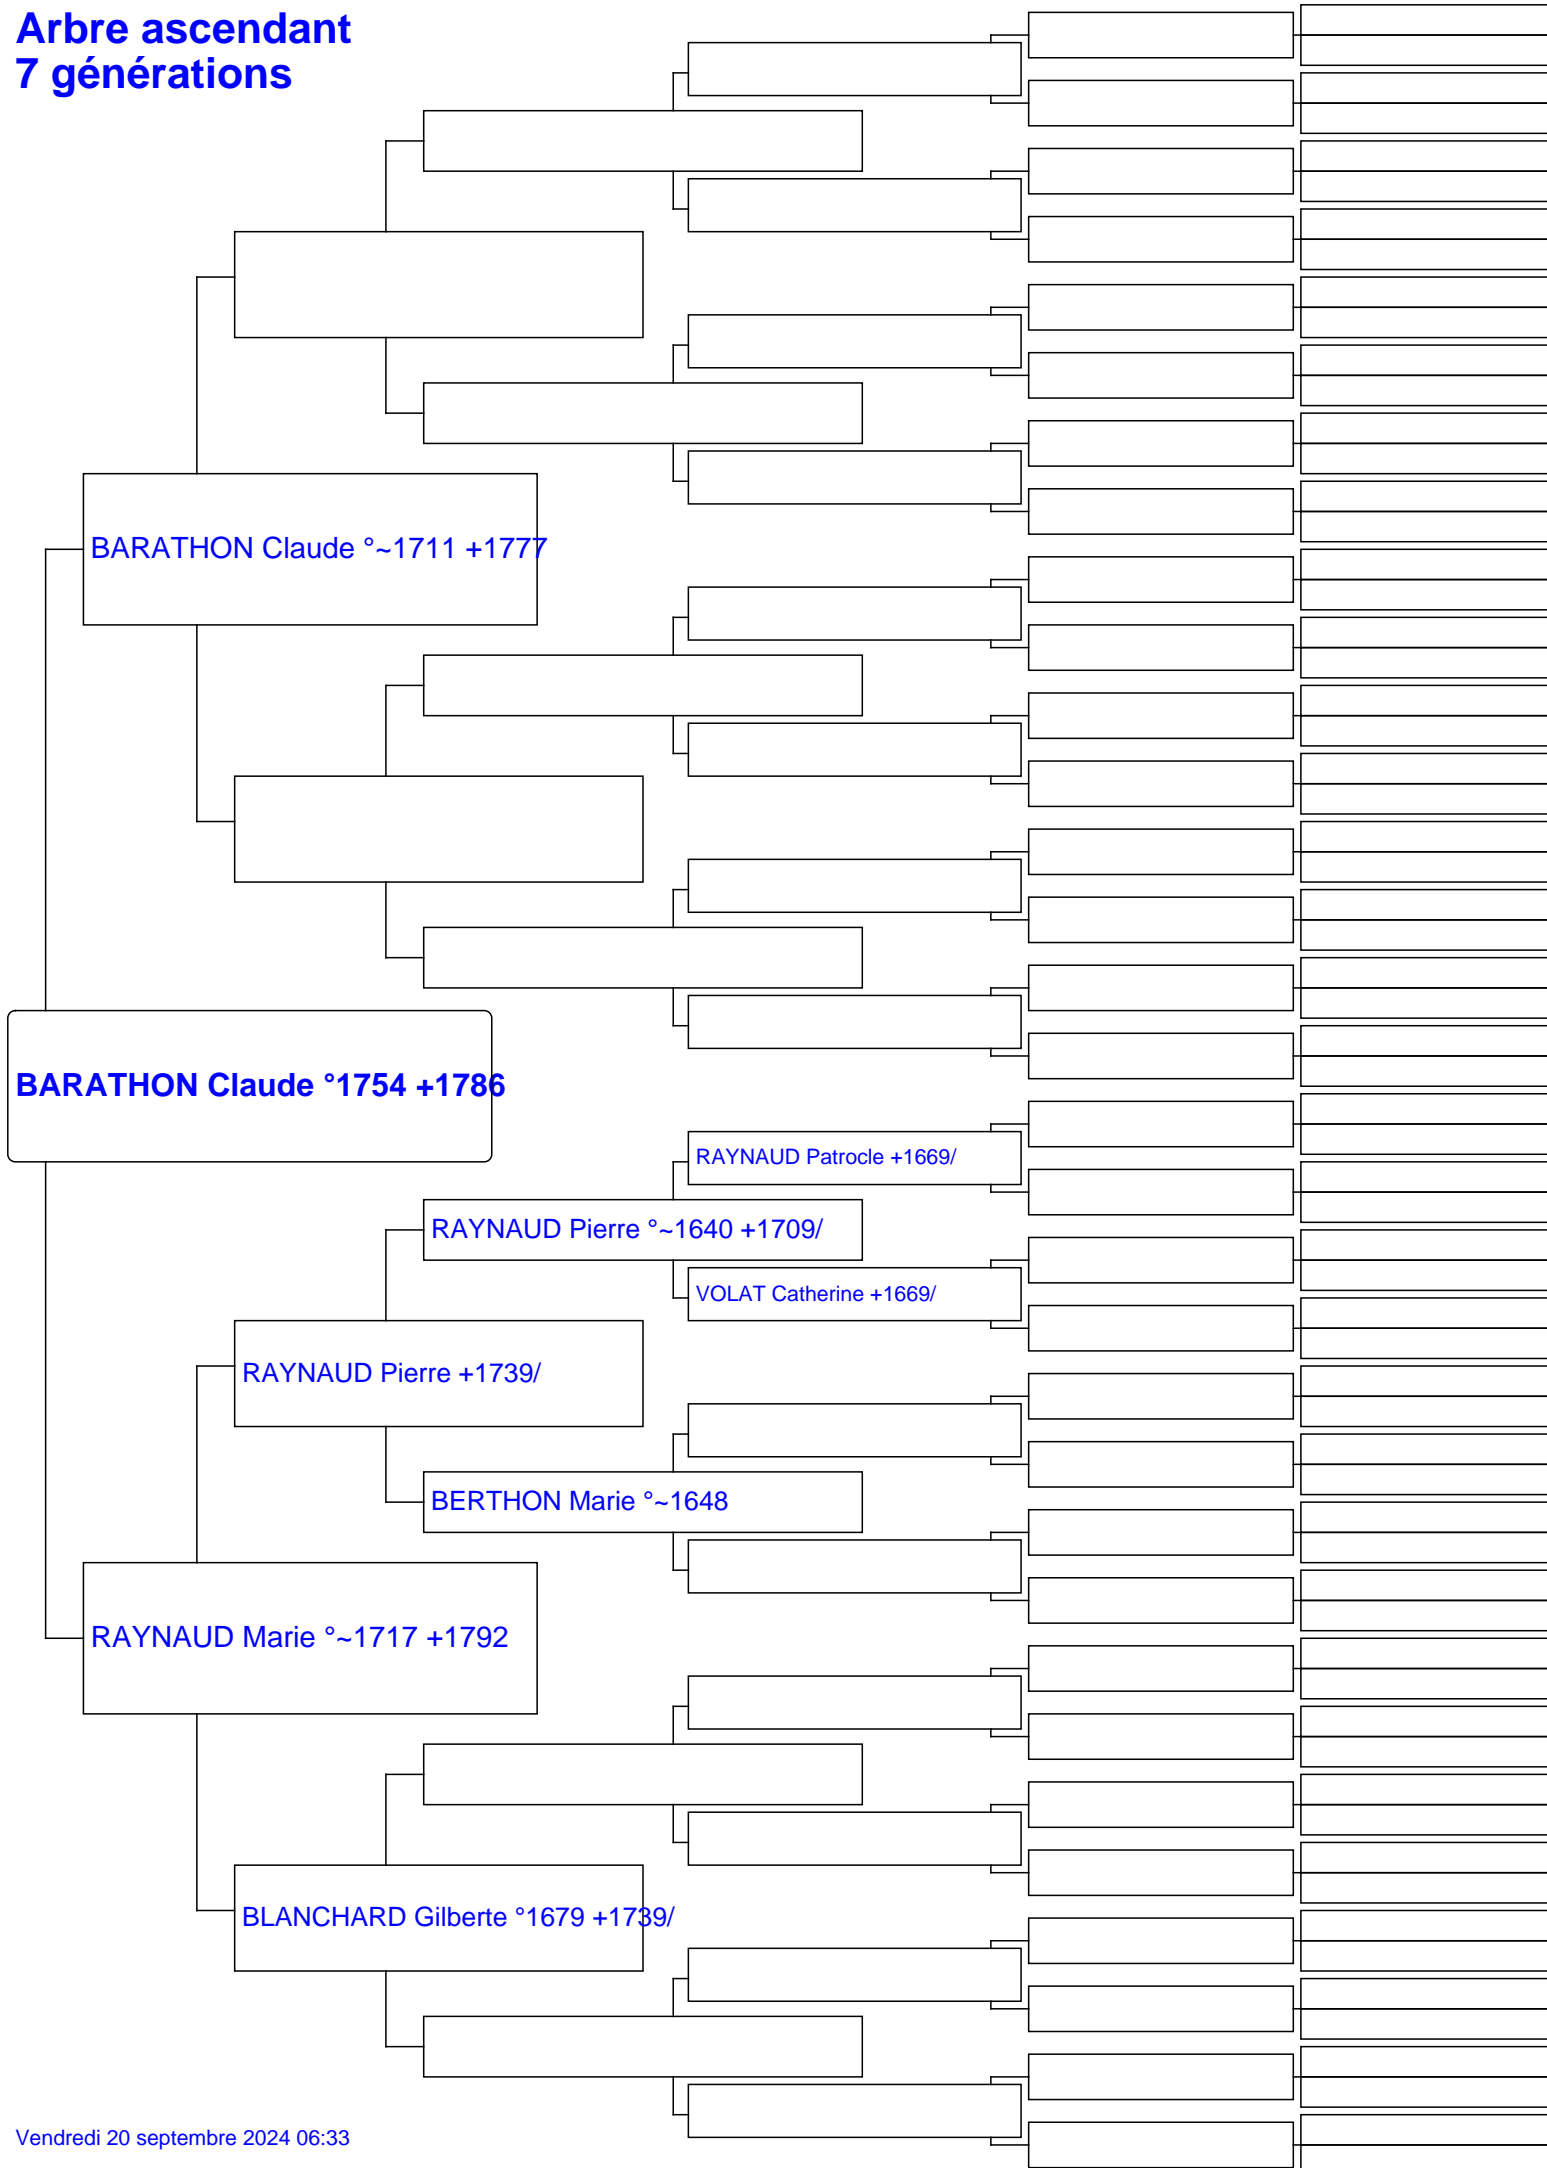 Arbre ascendant
7 générations
BARATHON Claude °~1711 +1777
BARATHON Claude °1754 +1786
RAYNAUD Patrocle +1669/
RAYNAUD Pierre °~1640 +1709/
VOLAT Catherine +1669/
RAYNAUD Pierre +1739/
BERTHON Marie °~1648
RAYNAUD Marie °~1717 +1792
BLANCHARD Gilberte °1679 +1739/
Vendredi 20 septembre 2024 06:33